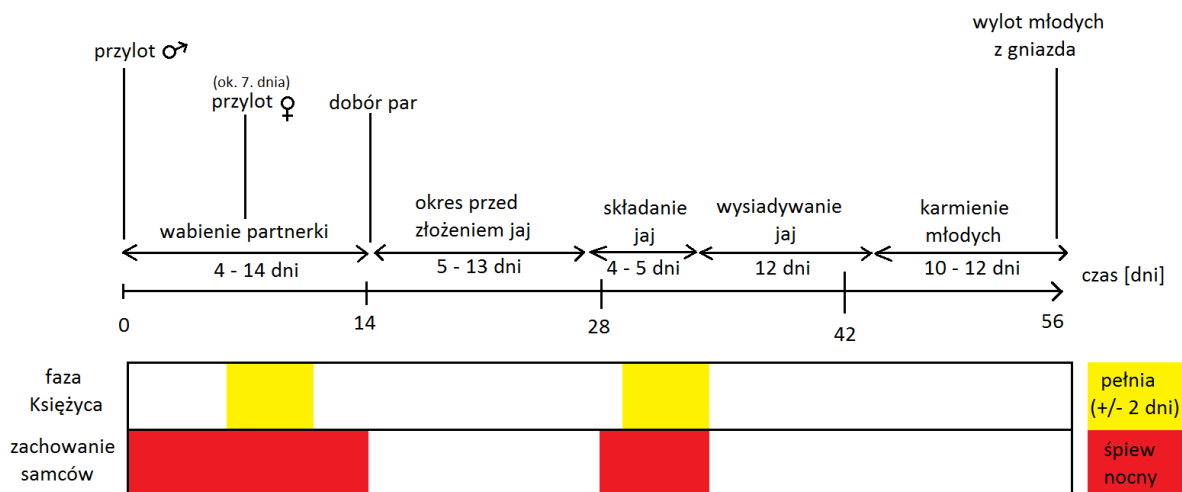 wylot młodych
z gniazda
przylot ♂
(ok. 7. dnia)
przylot ♀
dobór par
wabienie partnerki
okres przed
złożeniem jaj
składanie
jaj
wysiadywanie
jaj
karmienie
młodych
4 - 14 dni
5 - 13 dni
4 - 5 dni
12 dni
10 - 12 dni
czas [dni]
0
14
28
42
56
faza
Księżyca
pełnia
(+/- 2 dni)
zachowanie
samców
śpiew
nocny